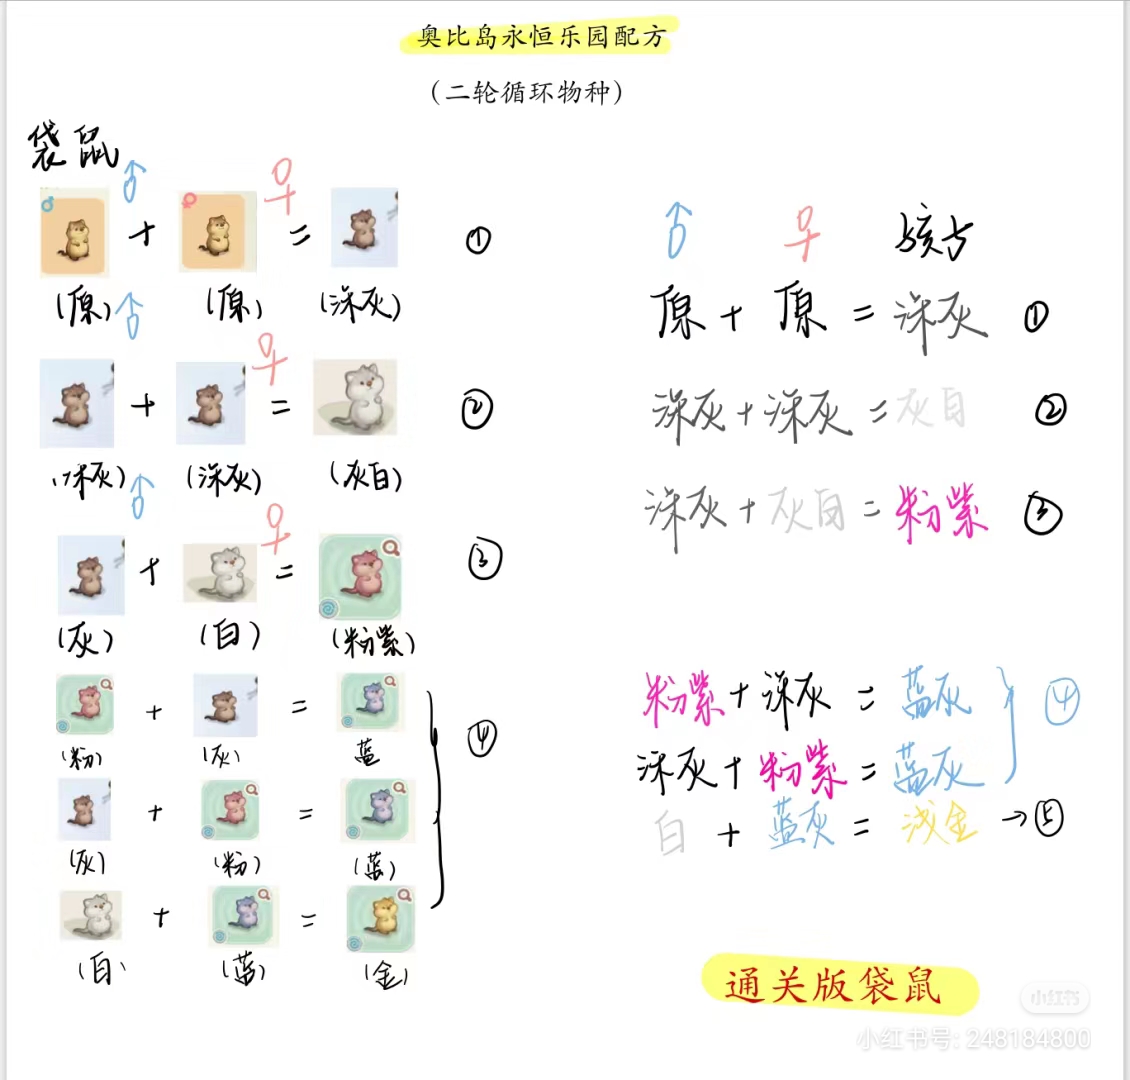 奥比岛永恒乐园配方
（二轮循环物种）
袋鼠
♂ ♀
+ = ①
(原) (原) (深灰)
♂ ♀
+ = ②
(深灰) (深灰) (灰白)
♂ ♀
+ = ③
(灰) (白) (粉紫)
+ =
(粉) (灰) 蓝
④
+ =
(灰) (粉) (蓝)
+ =
(白) (蓝) (金)
♂ ♀ 孩子
原 + 原 = 深灰 ①
深灰 + 深灰 = 灰白 ②
深灰 + 灰白 = 粉紫 ③
粉紫 + 深灰 = 蓝灰
④
深灰 + 粉紫 = 蓝灰
白 + 蓝灰 = 浅金 → ⑤
通关版袋鼠
小红书
小红书号: 248184800